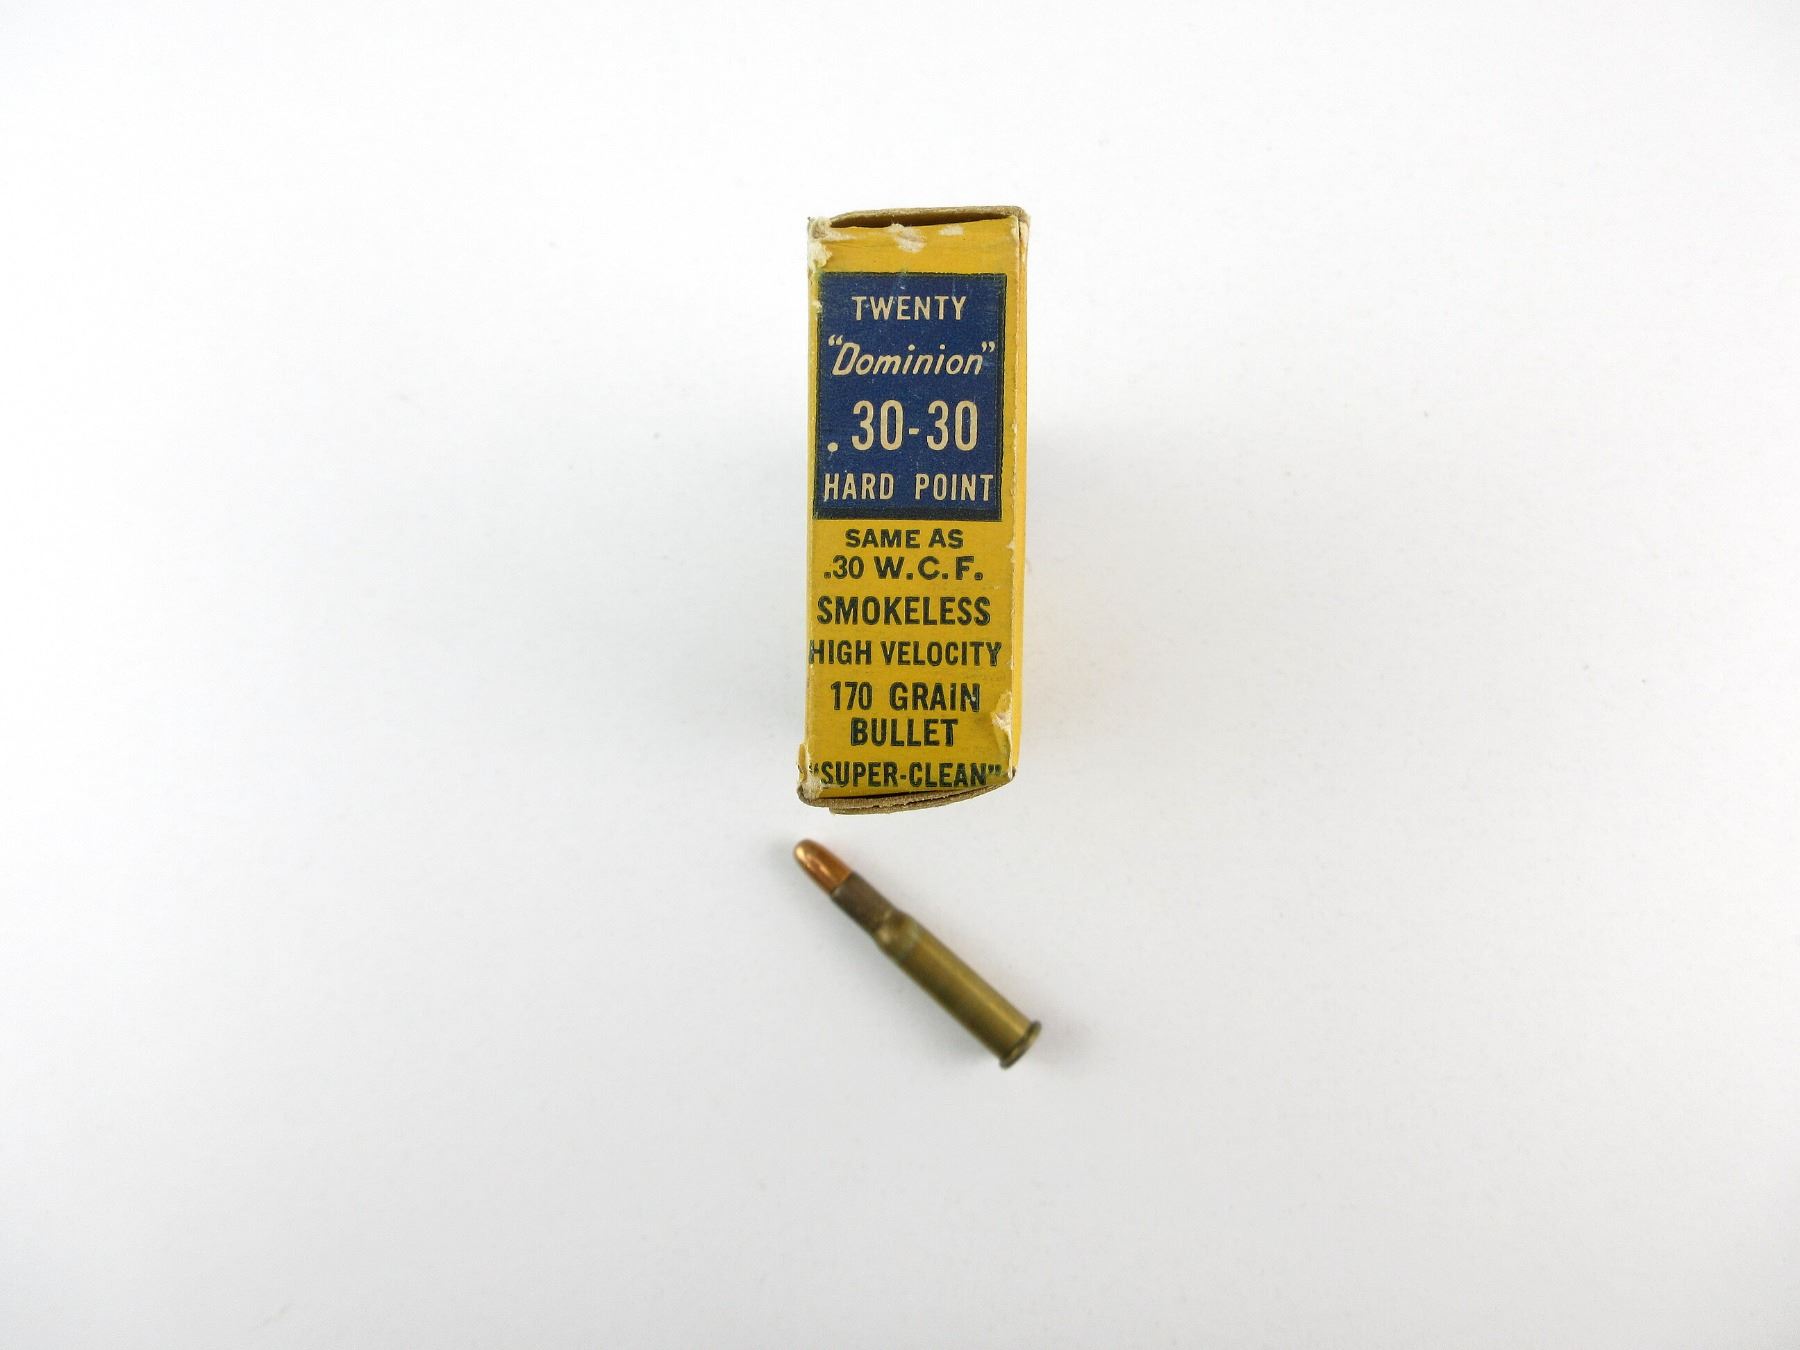 TWENTY
"Dominion"
.30-30
HARD POINT
SAME AS
.30 W.C.F.
SMOKELESS
HIGH VELOCITY
170 GRAIN
BULLET
"SUPER-CLEAN"